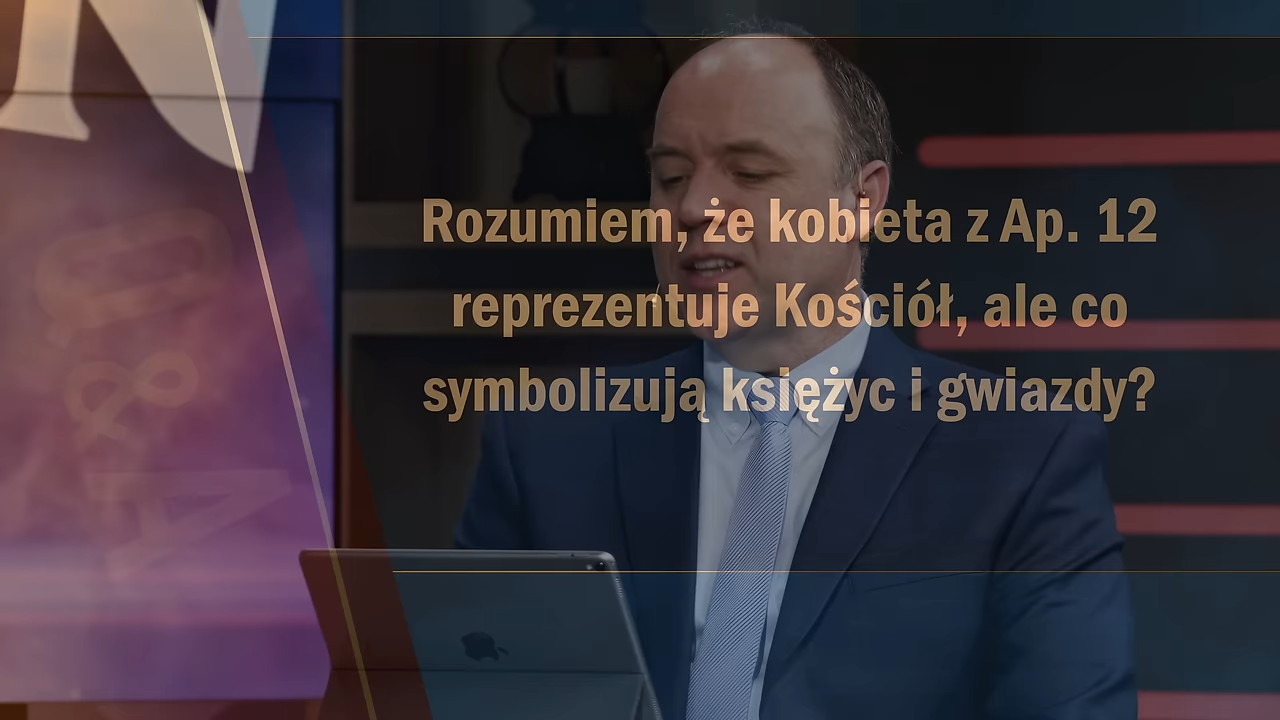 Rozumiem, że kobieta z Ap. 12
reprezentuje Kościół, ale co
symbolizują księżyc i gwiazdy?